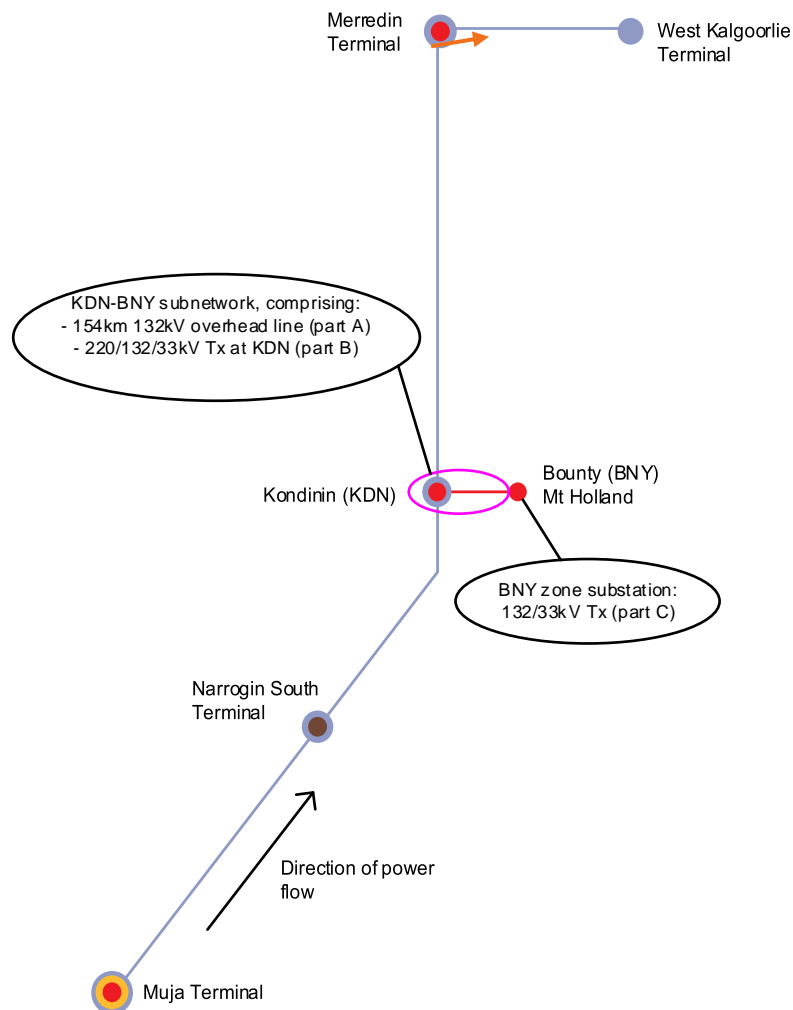 Merredin
Terminal
West Kalgoorlie
Terminal
KDN-BNY subnetwork, comprising:
- 154km 132kV overhead line (part A)
- 220/132/33kV Tx at KDN (part B)
Kondinin (KDN)
Bounty (BNY)
Mt Holland
BNY zone substation:
132/33kV Tx (part C)
Narrogin South
Terminal
Direction of power
flow
Muja Terminal